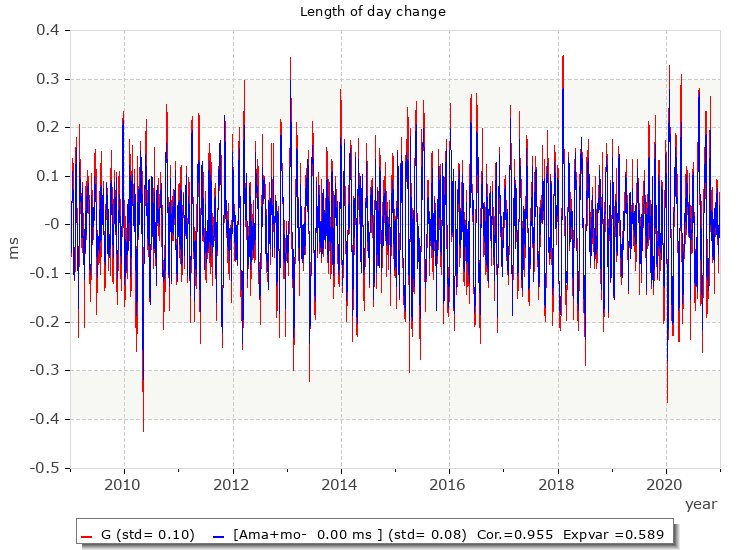 Length of day change
0.4
0.3
0.2
0.1
-0
-0.1
-0.2
-0.3
-0.4
-0.5
ms
2010 2012 2014 2016 2018 2020
year
G (std= 0.10) [Ama+mo- 0.00 ms ] (std= 0.08) Cor.=0.955 Expvar =0.589